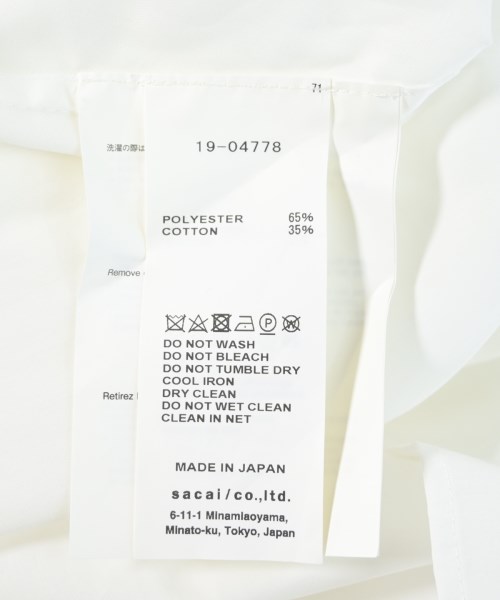 71
19-04778
洗濯の際は
POLYESTER 65%
COTTON 35%
Remove
DO NOT WASH
DO NOT BLEACH
DO NOT TUMBLE DRY
COOL IRON
DRY CLEAN
Retirez
DO NOT WET CLEAN
CLEAN IN NET
MADE IN JAPAN
sacai/co.,ltd.
6-11-1 Minamiaoyama,
Minato-ku, Tokyo, Japan